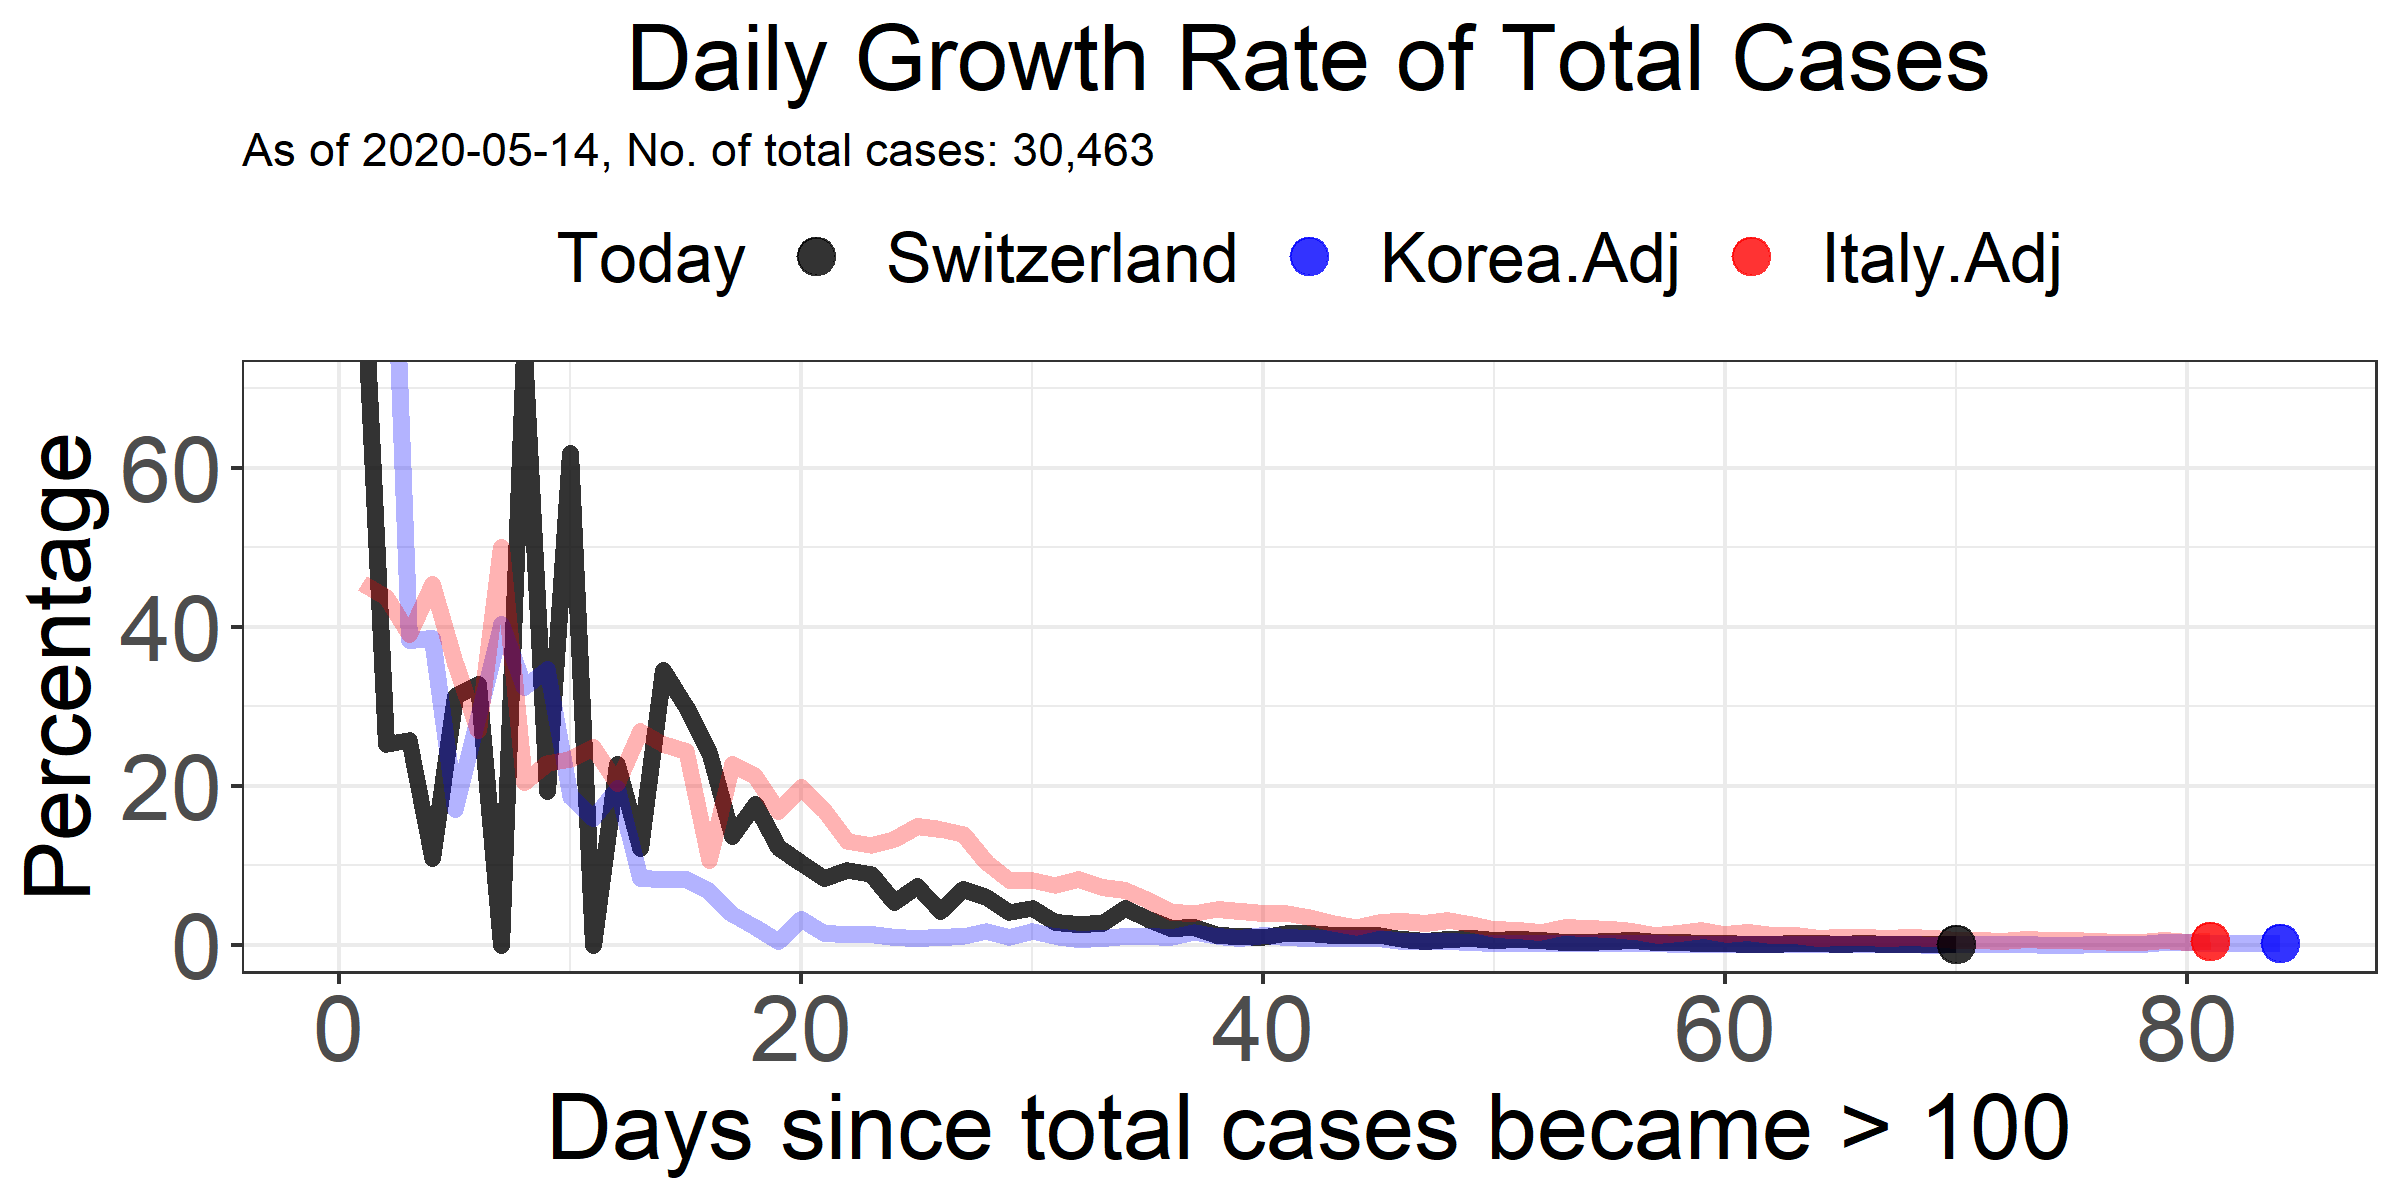 Daily Growth Rate of Total Cases
As of 2020-05-14, No. of total cases: 30,463
Today Switzerland Korea.Adj Italy.Adj
Percentage
60
40
20
0
0 20 40 60 80
Days since total cases became > 100